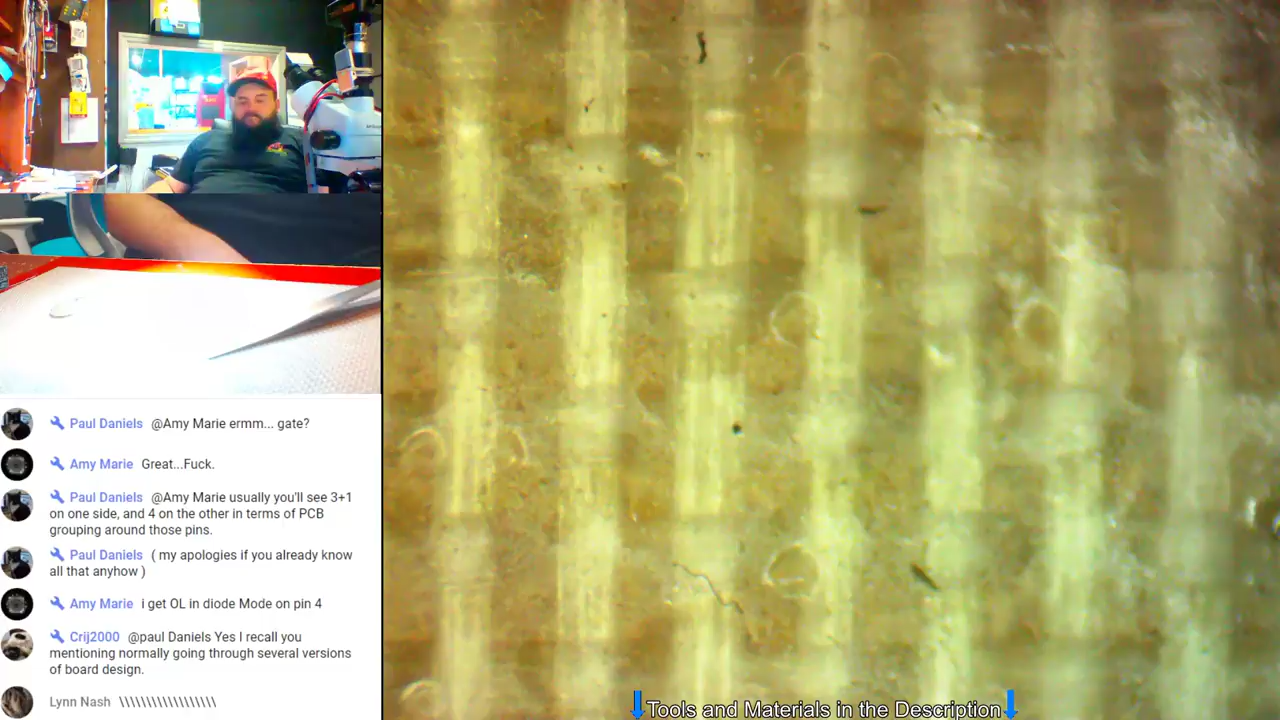 Paul Daniels @Amy Marie ermm... gate?
Amy Marie Great...Fuck.
Paul Daniels @Amy Marie usually you'll see 3+1
on one side, and 4 on the other in terms of PCB
grouping around those pins.
Paul Daniels ( my apologies if you already know
all that anyhow )
Amy Marie i get OL in diode Mode on pin 4
Crij2000 @paul Daniels Yes I recall you
mentioning normally going through several versions
of board design.
Lynn Nash \\\\\\\\\\\\\\\\\\
Tools and Materials in the Description